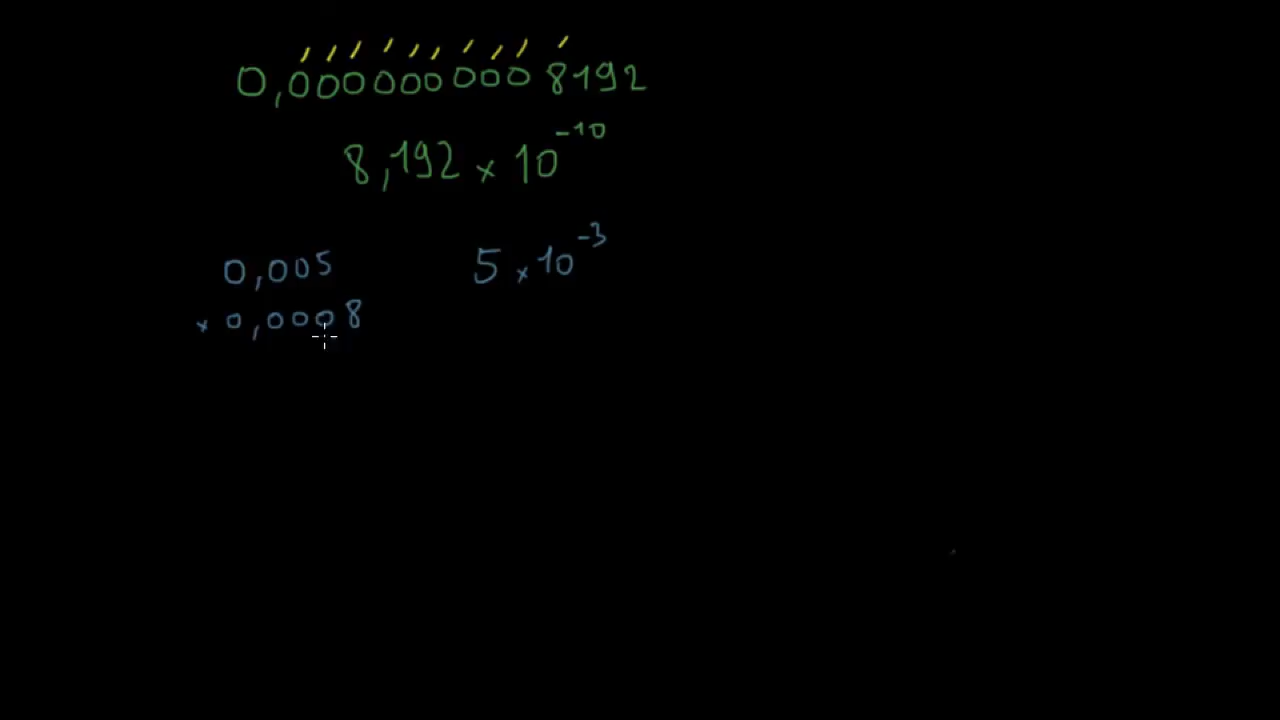 0,0000000008192
8,192 × 10⁻¹⁰
0,005 5 × 10⁻³
× 0,0008